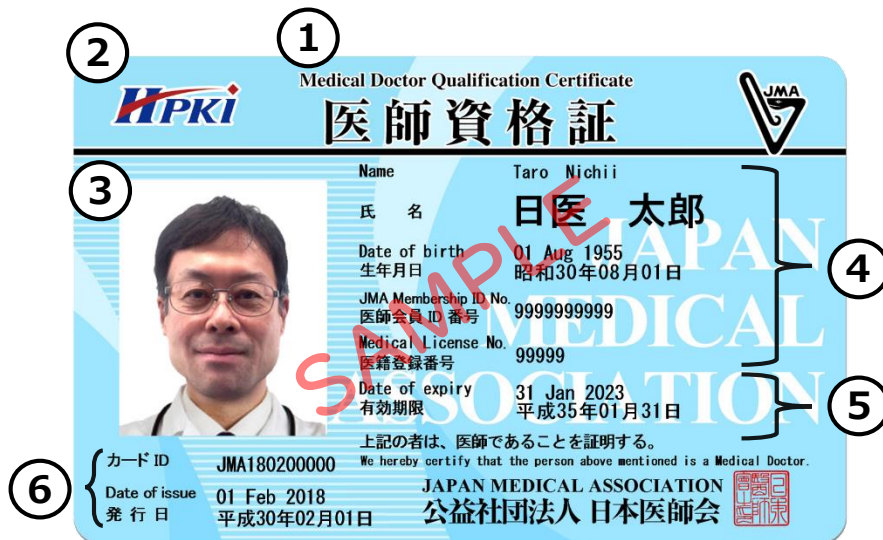 ①
②
Medical Doctor Qualification Certificate
HPKI
医師資格証
JMA
③
Name Taro Nichii
氏 名 日医 太郎
④
Date of birth 01 Aug 1955
生年月日 昭和30年08月01日
JMA Membership ID No.
医師会員 ID 番号 9999999999
Medical License No.
医籍登録番号 99999
SAMPLE
JAPAN
MEDICAL
ASSOCIATION
Date of expiry 31 Jan 2023
有効期限 平成35年01月31日
⑤
上記の者は、医師であることを証明する。
We hereby certify that the person above mentioned is a Medical Doctor.
⑥
カード ID JMA180200000
Date of issue 01 Feb 2018
発 行 日 平成30年02月01日
JAPAN MEDICAL ASSOCIATION
公益社団法人 日本医師会